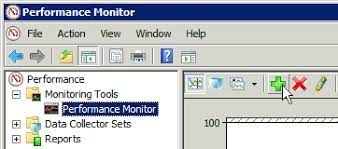 Performance Monitor
File Action View Window Help
Performance
Monitoring Tools
Performance Monitor
Data Collector Sets
Reports
100